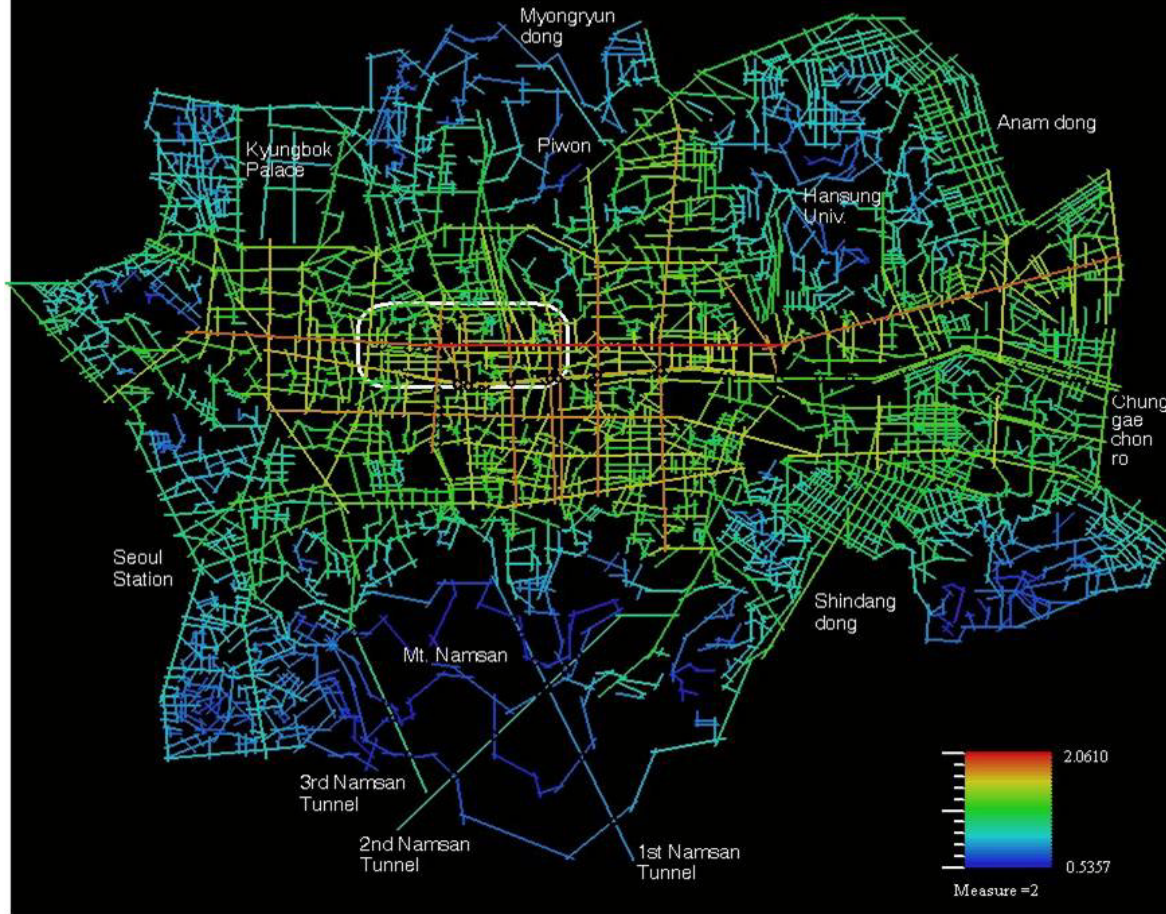 Myongryun
dong
Anam dong
Kyungbok
Palace
Piwon
Hansung
Univ.
Chung
gae
chon
ro
Seoul
Station
Shindang
dong
Mt. Namsan
3rd Namsan
Tunnel
2nd Namsan
Tunnel
1st Namsan
Tunnel
2.0610
0.5357
Measure =2